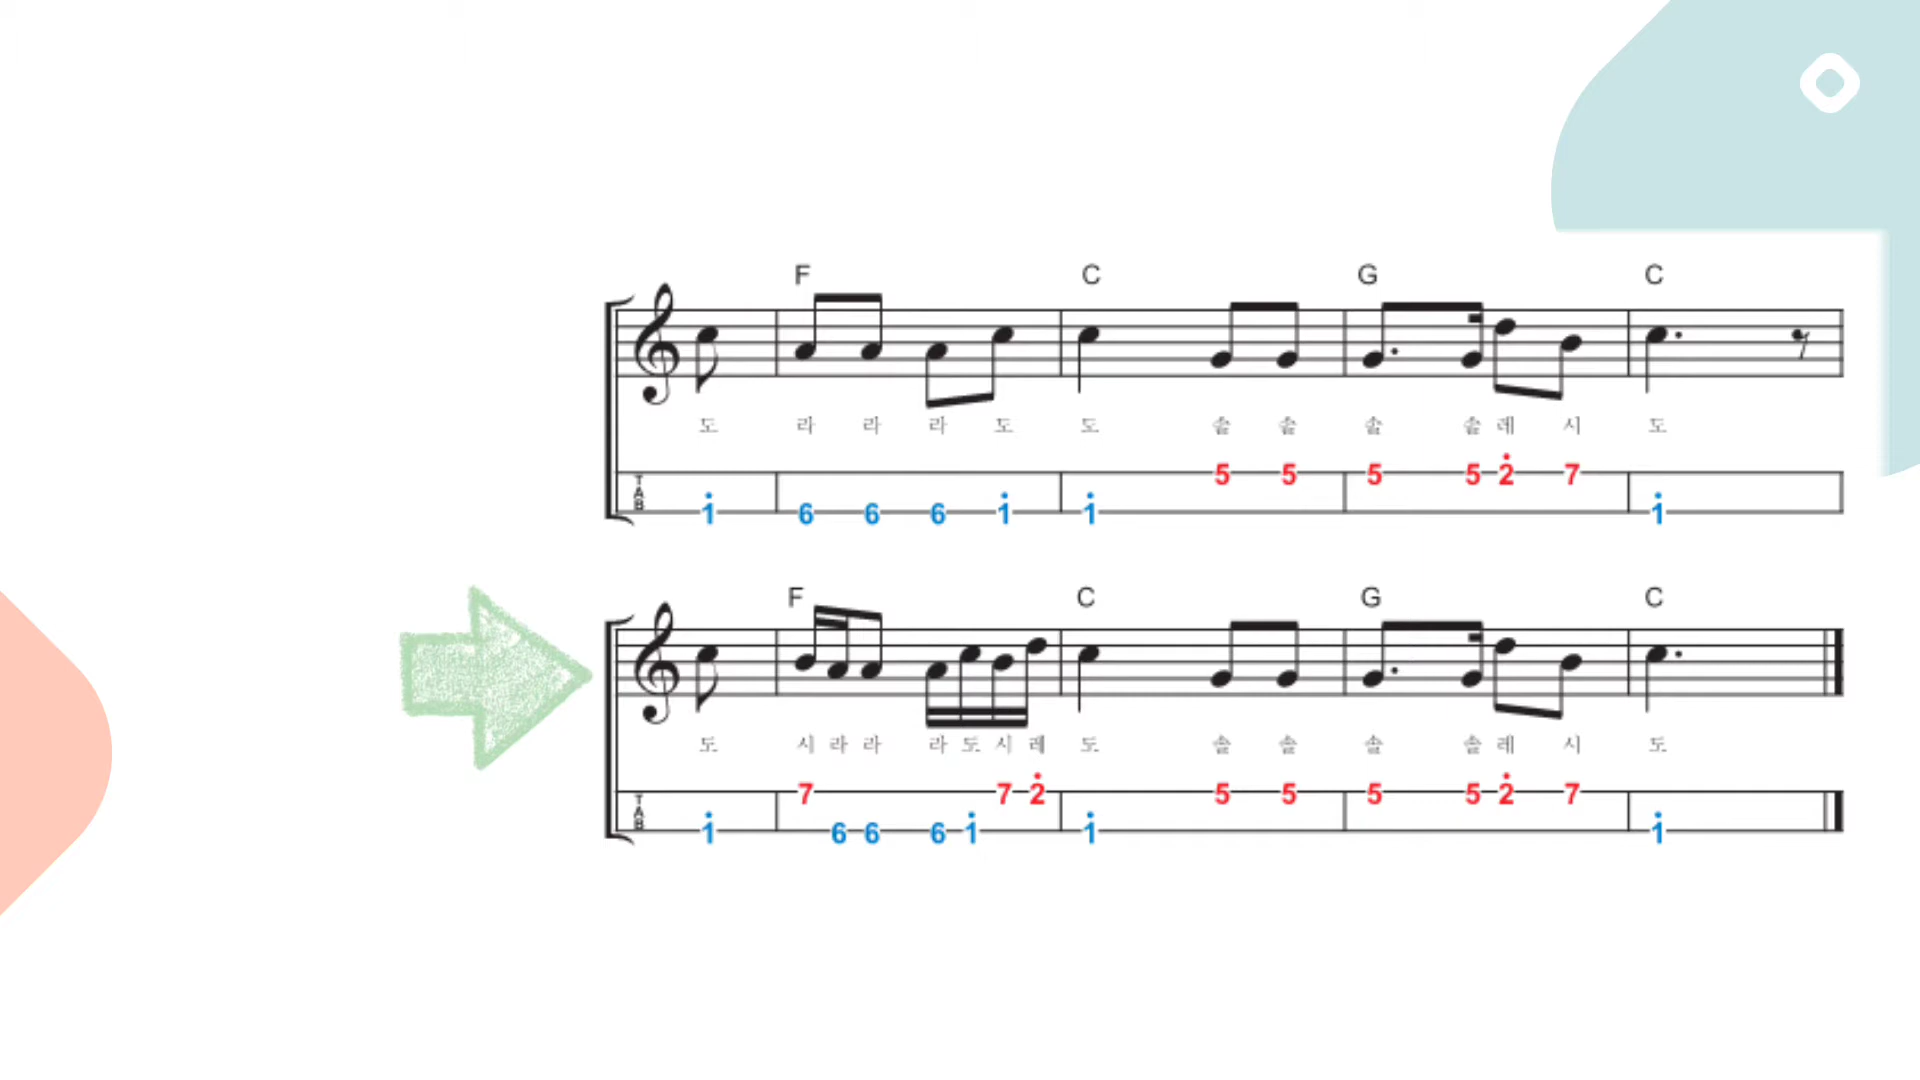 F C G C
도 라 라 라 도 도 솔 솔 솔 솔 레 시 도
5 5 5 5 2 7
TAB
1 6 6 6 1 1 1
F C G C
도 시 라 라 라 도 시 레 도 솔 솔 솔 솔 레 시 도
7 7 2 5 5 5 5 2 7
TAB
1 6 6 6 1 1 1